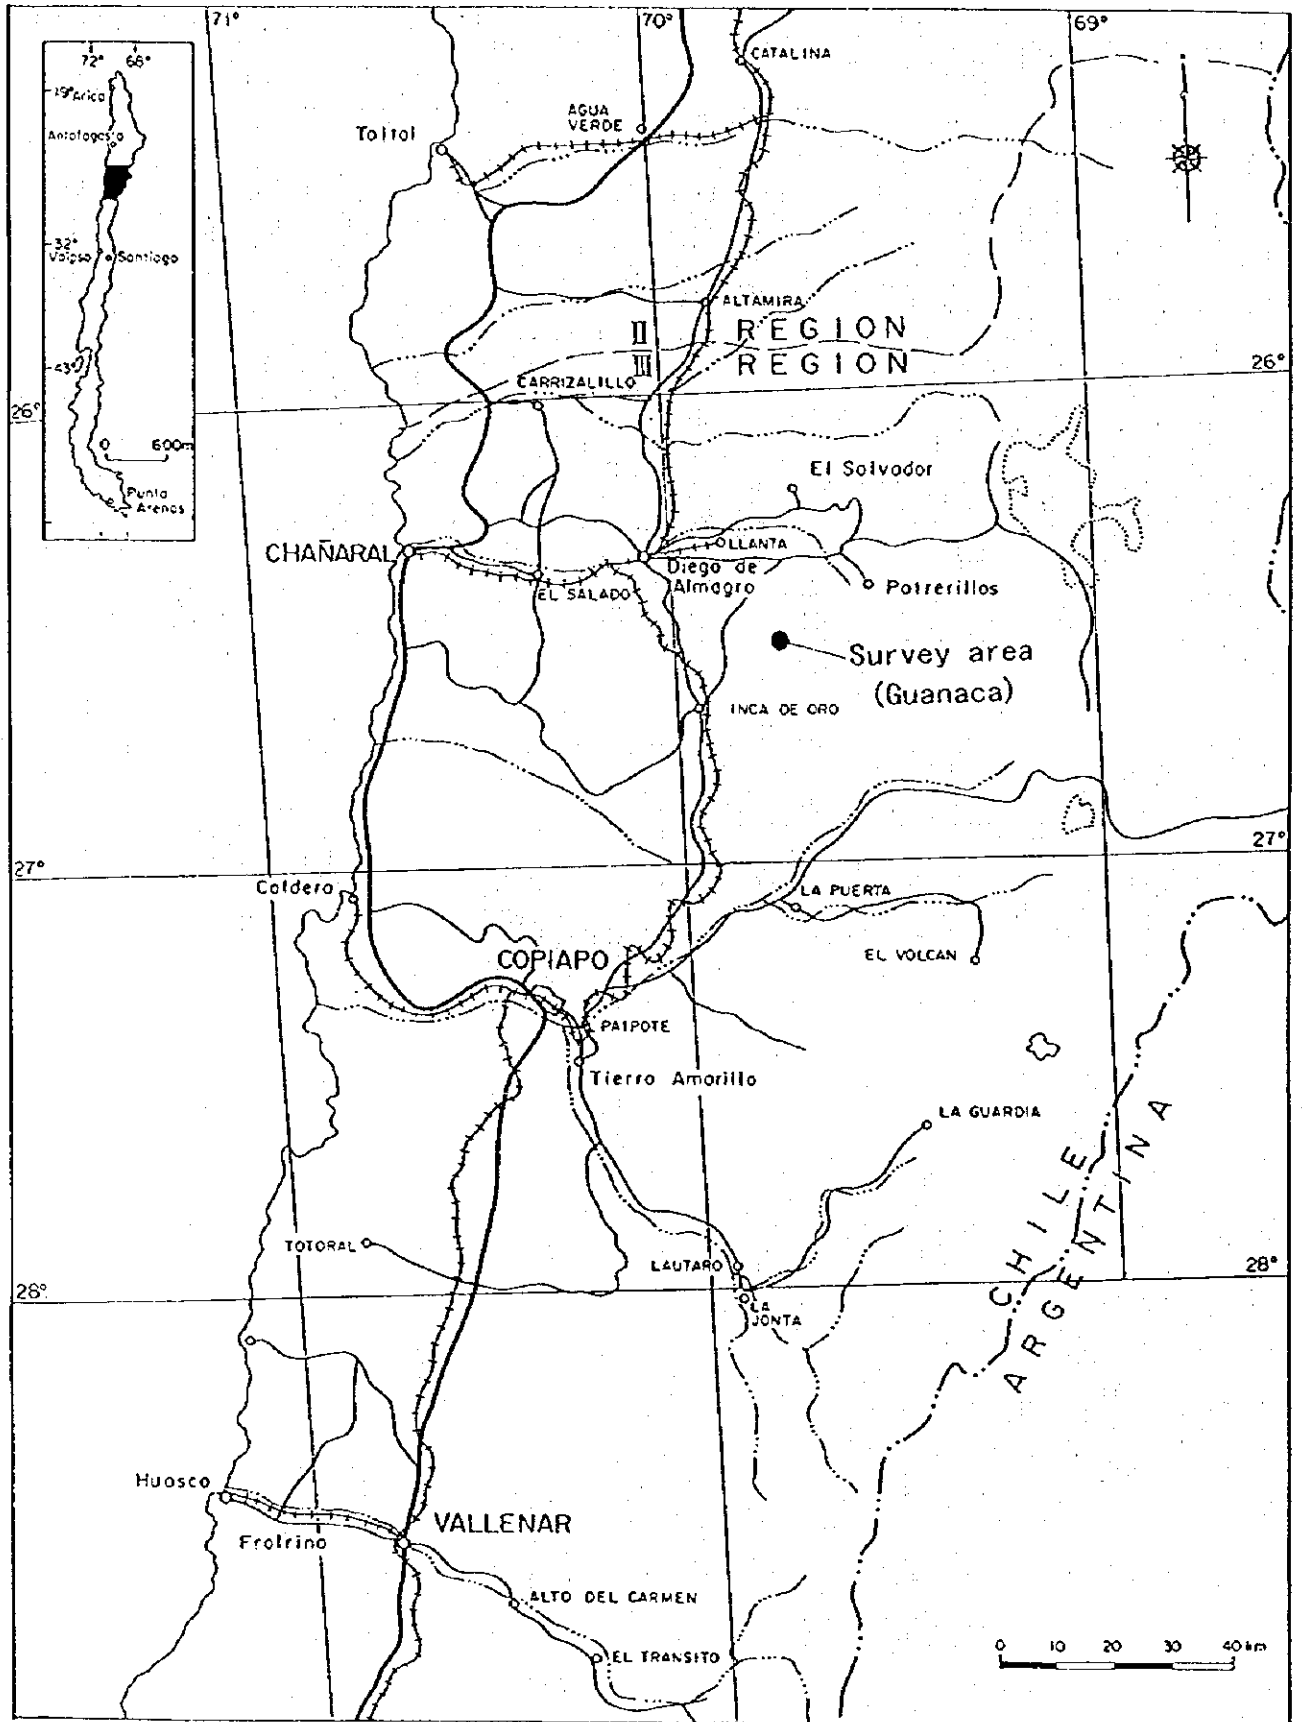 71°
70°
69°
72° 68°
19° Arica
Antofagasta
32°
Valpso Santiago
43°
0 600m
Punta
Arenas
CATALINA
AGUA
VERDE
Taltal
ALTAMIRA
II REGION
III REGION
26°
26°
CARRIZALILLO
El Salvador
CHAÑARAL
LLANTA
Diego de
Almagro
EL SALADO
Potrerillos
Survey area
(Guanaca)
INCA DE ORO
27°
27°
Caldera
LA PUERTA
COPIAPO
EL VOLCAN
PAIPOTE
Tierra Amarilla
LA GUARDIA
CHILE
ARGENTINA
TOTORAL
LAUTARO
28°
28°
LA
JONTA
Huasco
VALLENAR
Freirina
ALTO DEL CARMEN
EL TRANSITO
0 10 20 30 40 km